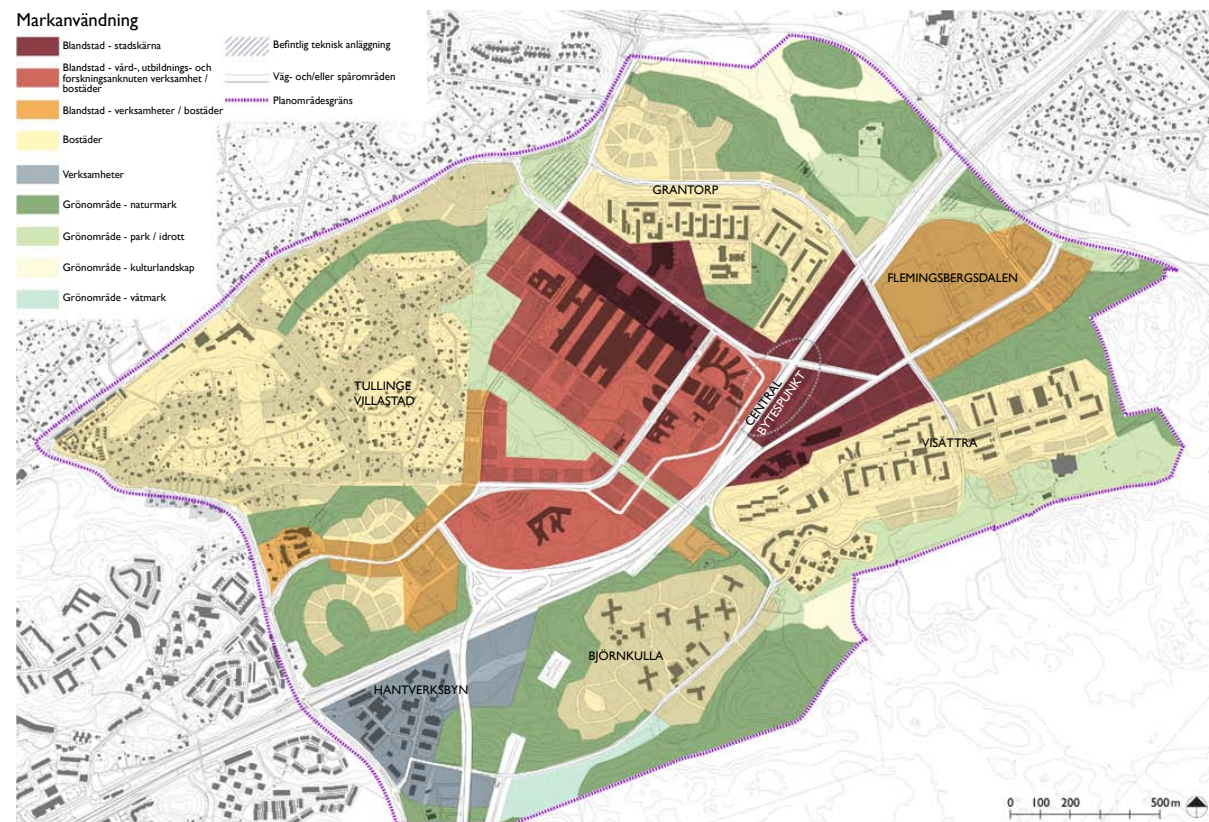 Markanvändning
Blandstad - stadskärna
Blandstad - vård-, utbildnings- och
forskningsanknuten verksamhet /
bostäder
Blandstad - verksamheter / bostäder
Bostäder
Verksamheter
Grönområde - naturmark
Grönområde - park / idrott
Grönområde - kulturlandskap
Grönområde - våtmark
Befintlig teknisk anläggning
Väg- och/eller spårområden
Planområdesgräns
GRANTORP
FLEMINGSBERGSDALEN
TULLINGE
VILLASTAD
CENTRAL
BYTESPUNKT
VISÄTTRA
BJÖRNKULLA
HANTVERKSBYN
0 100 200 500 m